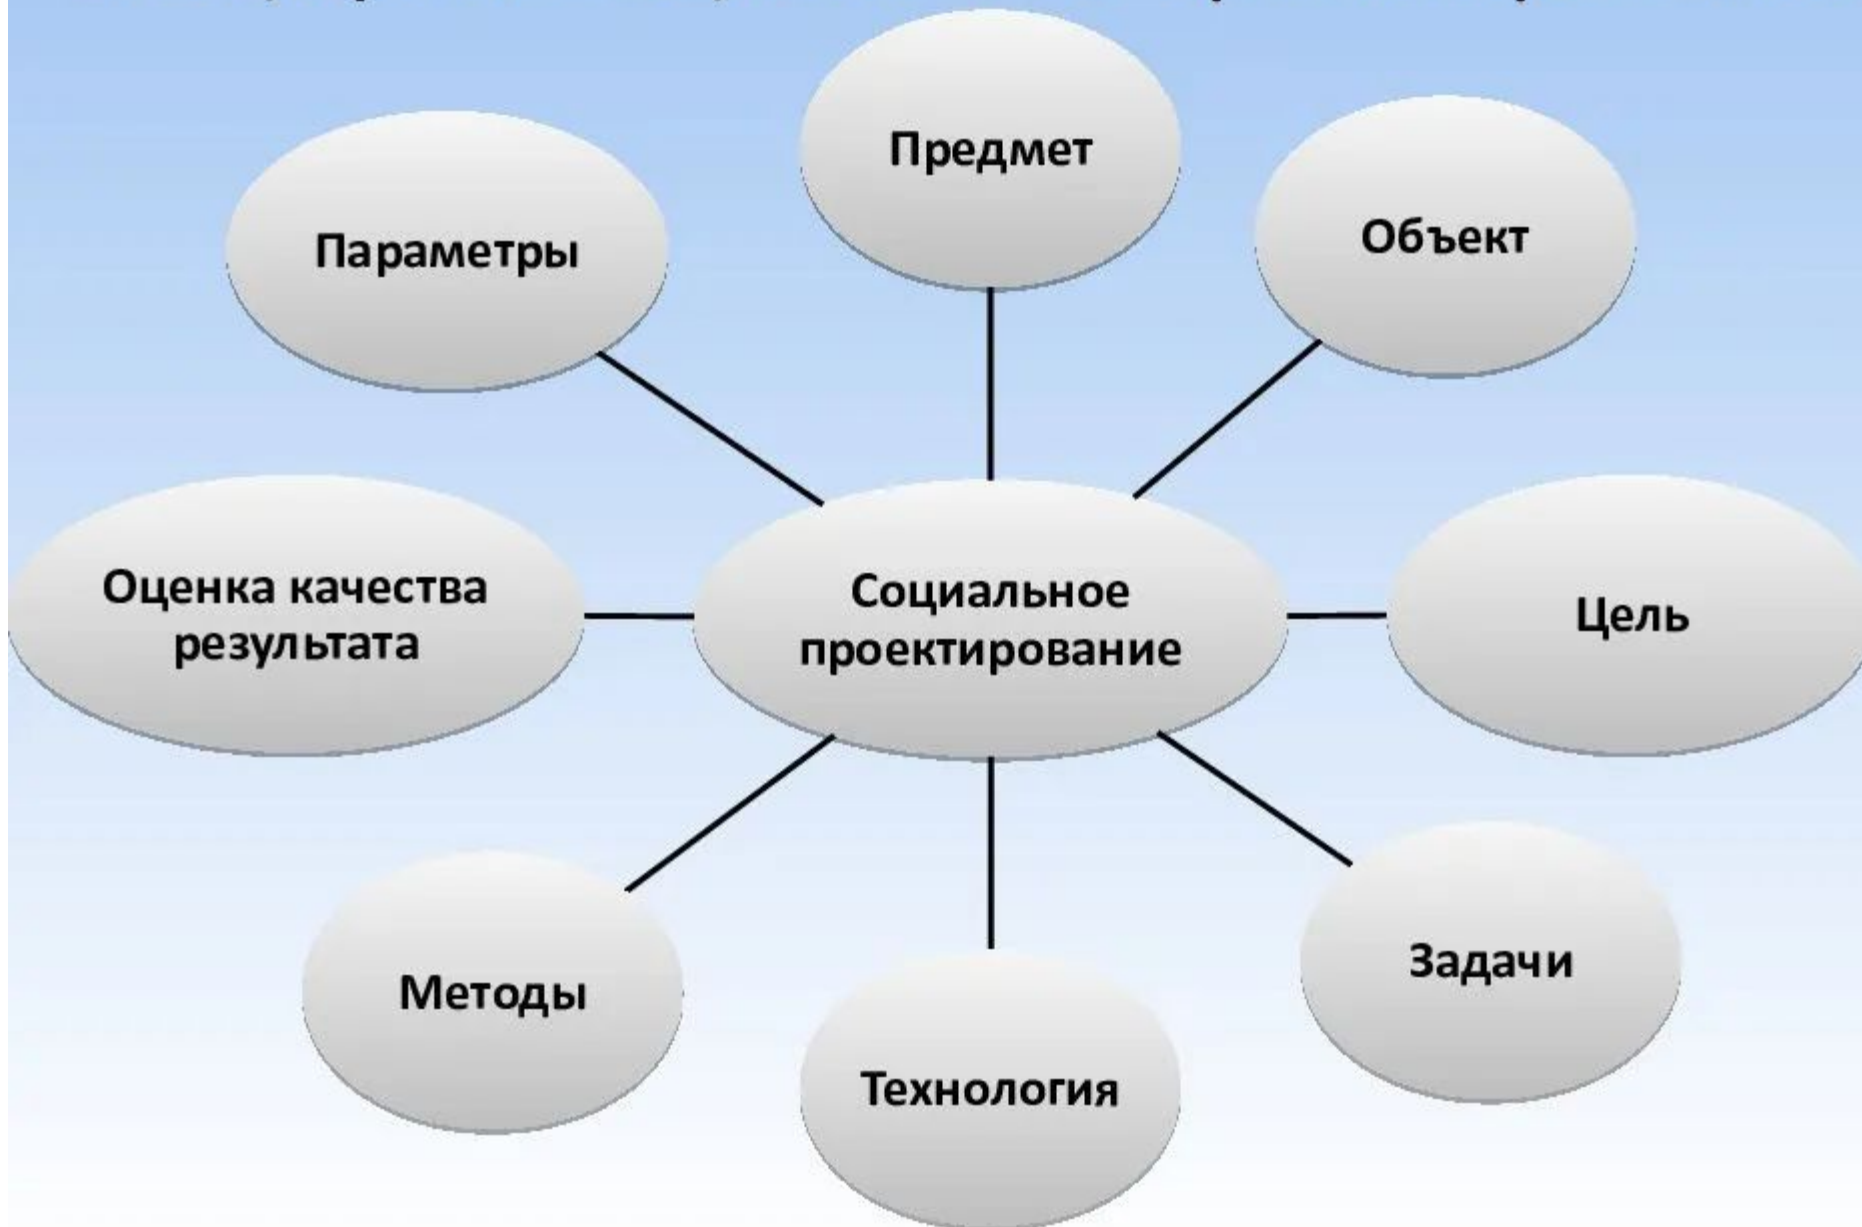 Предмет
Объект
Параметры
Оценка качества
результата
Социальное
проектирование
Цель
Задачи
Методы
Технология